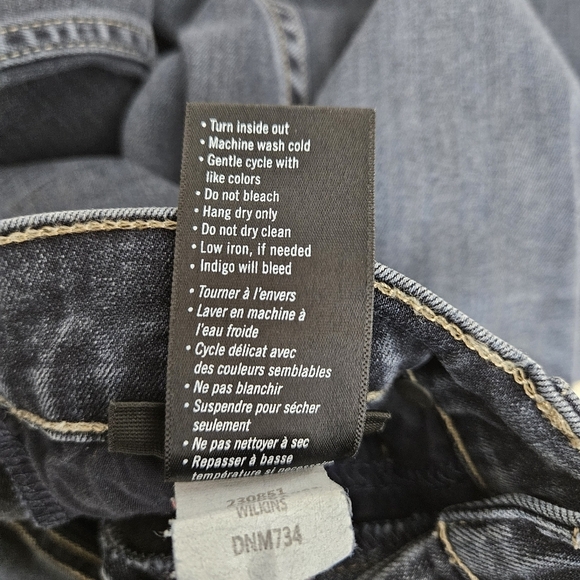 • Turn inside out
• Machine wash cold
• Gentle cycle with
like colors
• Do not bleach
• Hang dry only
• Do not dry clean
• Low iron, if needed
• Indigo will bleed
• Tourner à l'envers
• Laver en machine à
l'eau froide
• Cycle délicat avec
des couleurs semblables
• Ne pas blanchir
• Suspendre pour sécher
seulement
• Ne pas nettoyer à sec
• Repasser à basse
température si
WILKINS
DNM734